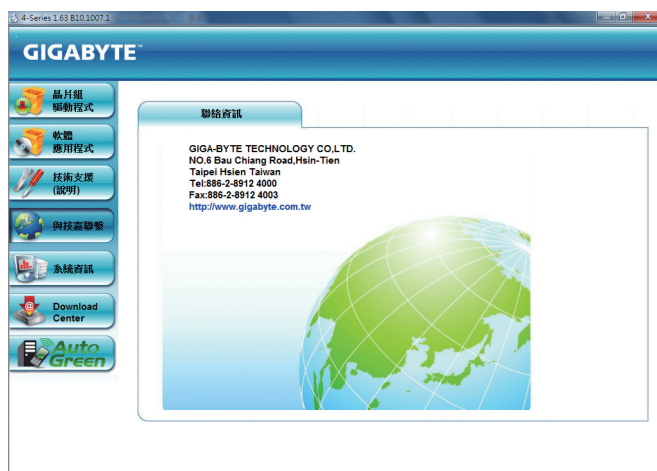 4-Series 1.63 B10.1007.1
GIGABYTE™
晶片組
驅動程式
軟體
應用程式
技術支援
(說明)
與技嘉聯繫
系統資訊
Download
Center
Auto
Green
聯絡資訊
GIGA-BYTE TECHNOLOGY CO,LTD.
NO.6 Bau Chiang Road,Hsin-Tien
Taipei Hsien Taiwan
Tel:886-2-8912 4000
Fax:886-2-8912 4003
http://www.gigabyte.com.tw